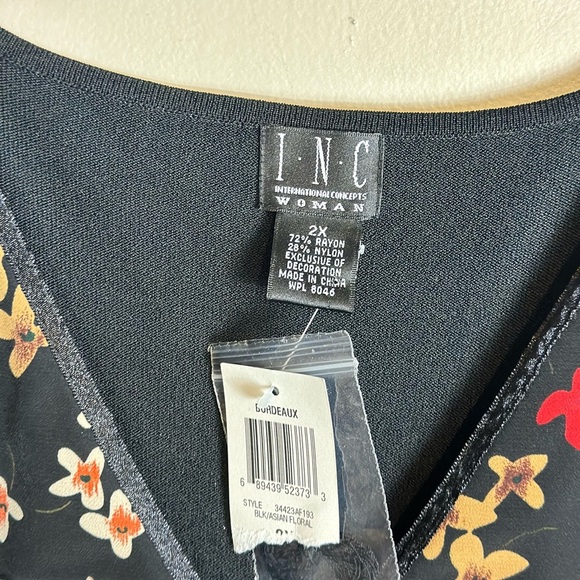 I·N·C
INTERNATIONAL CONCEPTS
WOMAN
2X
72% RAYON
28% NYLON
EXCLUSIVE OF
DECORATION
MADE IN CHINA
WPL 8046
BORDEAUX
6 89439 52373 3
STYLE 34423AF193
BLK/ASIAN FLORAL